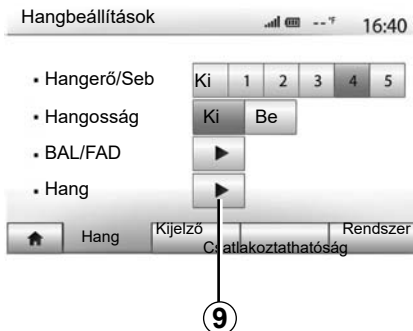 Hangbeállítások -- °F 16:40
• Hangerő/Seb Ki 1 2 3 4 5
• Hangosság Ki Be
• BAL/FAD
• Hang
Hang Kijelző Csatlakoztathatóság Rendszer
9